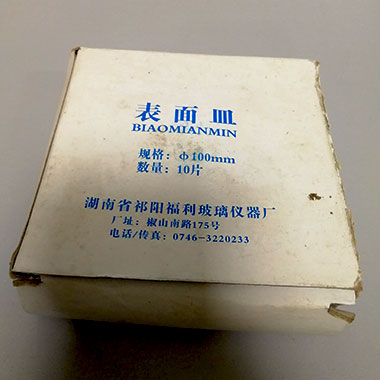 表面皿
BIAOMIANMIN
规格：φ100mm
数量：10片
湖南省祁阳福利玻璃仪器厂
厂址：椒山南路175号
电话/传真：0746-3220233